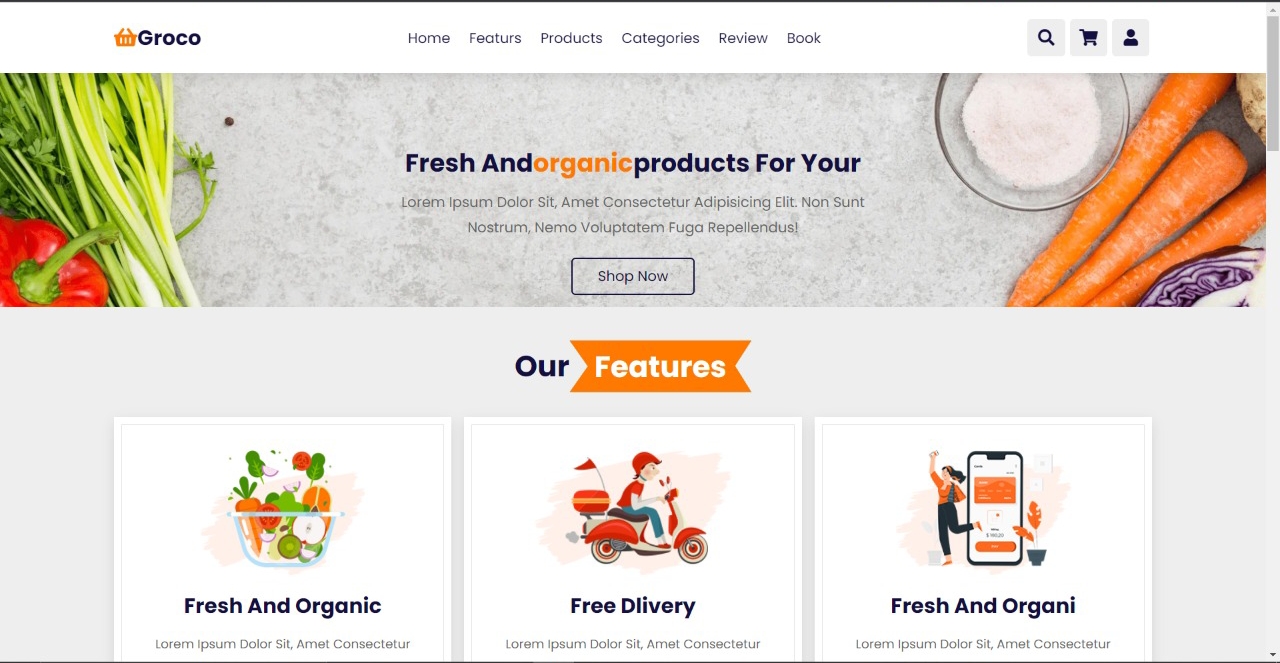 Groco
Home Featurs Products Categories Review Book
Fresh Andorganicproducts For Your
Lorem Ipsum Dolor Sit, Amet Consectetur Adipisicing Elit. Non Sunt
Nostrum, Nemo Voluptatem Fuga Repellendus!
Shop Now
Our Features
Fresh And Organic
Lorem Ipsum Dolor Sit, Amet Consectetur
Free Dlivery
Lorem Ipsum Dolor Sit, Amet Consectetur
Fresh And Organi
Lorem Ipsum Dolor Sit, Amet Consectetur